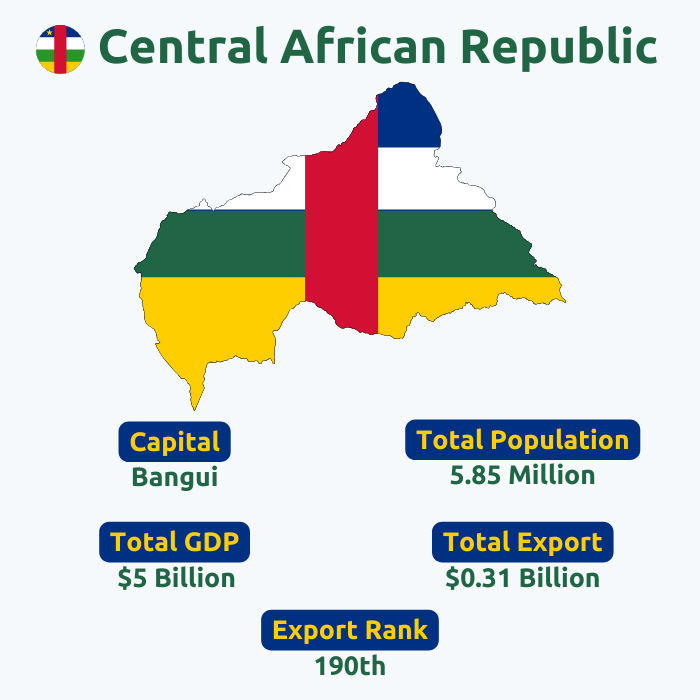 Central African Republic
Capital
Bangui
Total Population
5.85 Million
Total GDP
$5 Billion
Total Export
$0.31 Billion
Export Rank
190th